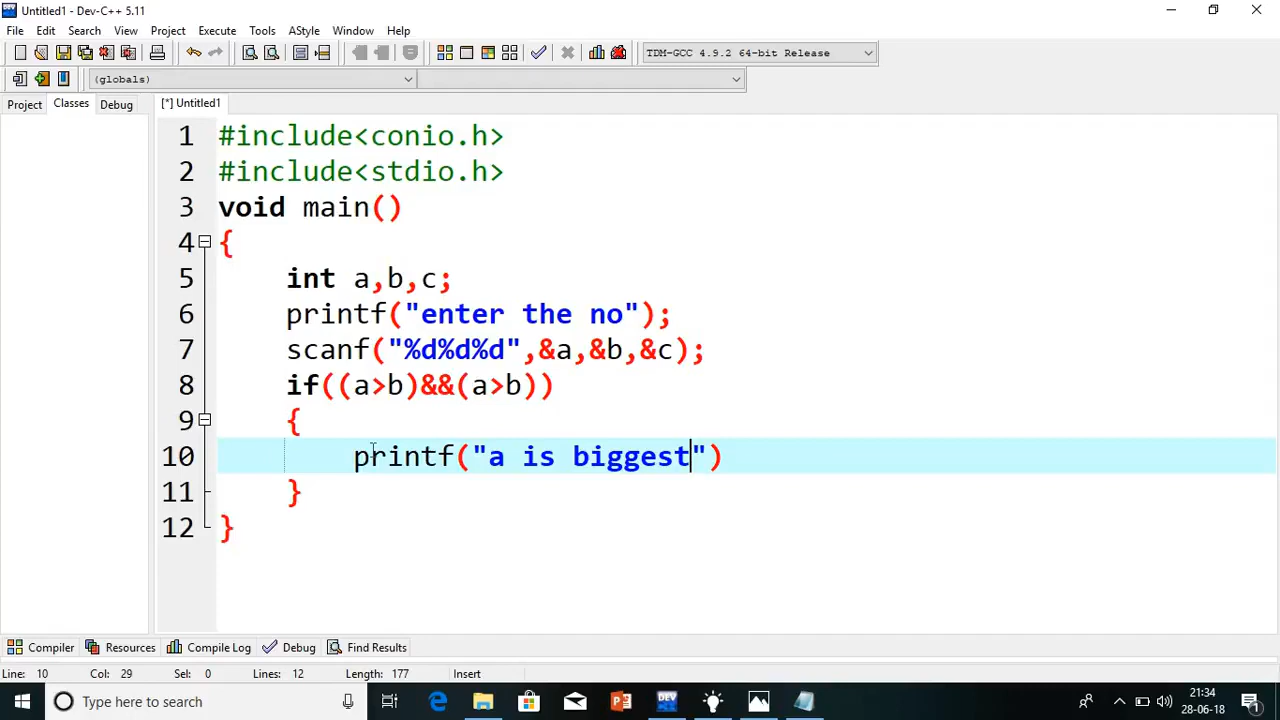 Untitled1 - Dev-C++ 5.11
File Edit Search View Project Execute Tools AStyle Window Help
TDM-GCC 4.9.2 64-bit Release
(globals)
Project Classes Debug [*] Untitled1
1 #include<conio.h>
2 #include<stdio.h>
3 void main()
4 {
5 int a,b,c;
6 printf("enter the no");
7 scanf("%d%d%d",&a,&b,&c);
8 if((a>b)&&(a>b))
9 {
10 printf("a is biggest")
11 }
12 }
Compiler Resources Compile Log Debug Find Results
Line: 10 Col: 29 Sel: 0 Lines: 12 Length: 177 Insert
Type here to search
DEV
21:34
28-06-18
1